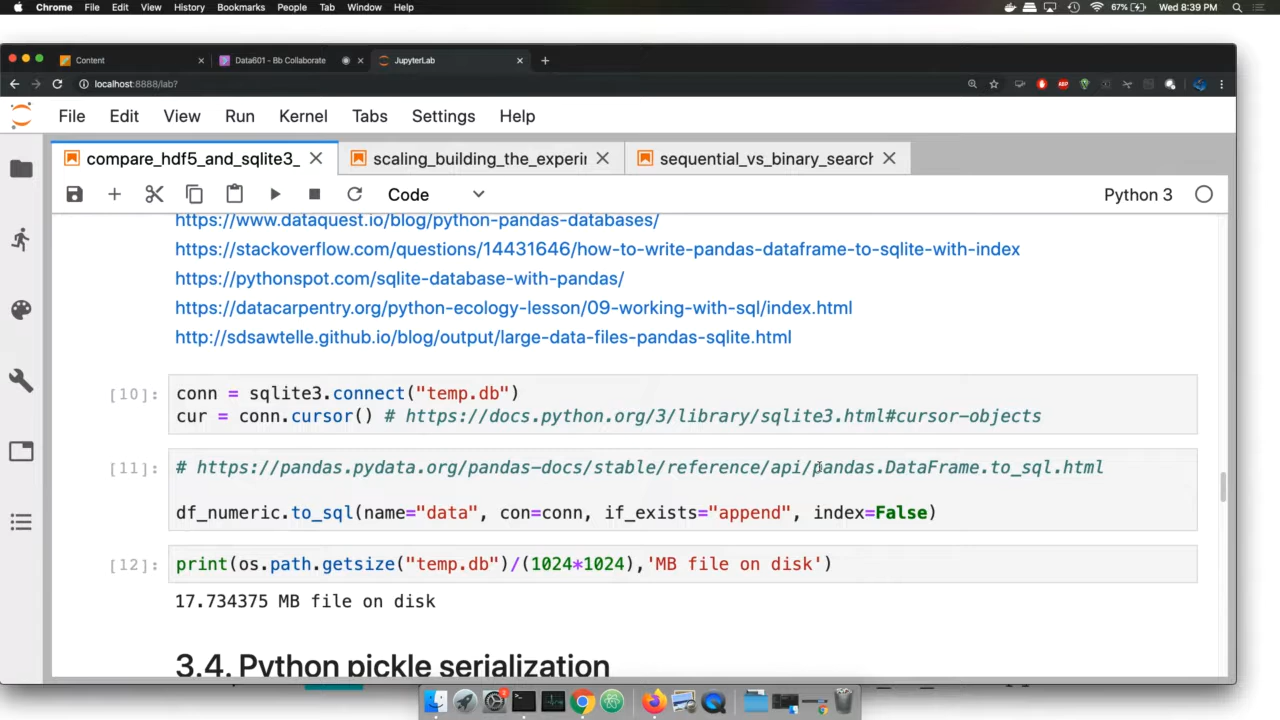 Chrome File Edit View History Bookmarks People Tab Window Help 67% Wed 8:39 PM
Content Data601 - Bb Collaborate JupyterLab
localhost:8888/lab?
File Edit View Run Kernel Tabs Settings Help
compare_hdf5_and_sqlite3_ scaling_building_the_experi sequential_vs_binary_search
Code Python 3
https://www.dataquest.io/blog/python-pandas-databases/
https://stackoverflow.com/questions/14431646/how-to-write-pandas-dataframe-to-sqlite-with-index
https://pythonspot.com/sqlite-database-with-pandas/
https://datacarpentry.org/python-ecology-lesson/09-working-with-sql/index.html
http://sdsawtelle.github.io/blog/output/large-data-files-pandas-sqlite.html
[10]: conn = sqlite3.connect("temp.db")
cur = conn.cursor() # https://docs.python.org/3/library/sqlite3.html#cursor-objects
[11]: # https://pandas.pydata.org/pandas-docs/stable/reference/api/pandas.DataFrame.to_sql.html
df_numeric.to_sql(name="data", con=conn, if_exists="append", index=False)
[12]: print(os.path.getsize("temp.db")/(1024*1024),'MB file on disk')
17.734375 MB file on disk
3.4. Python pickle serialization